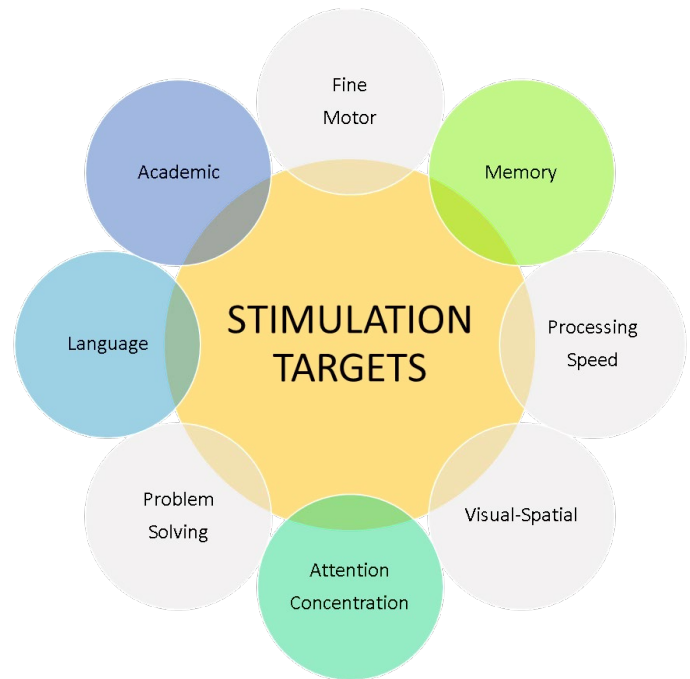 Fine
Motor
Academic
Memory
STIMULATION
TARGETS
Language
Processing
Speed
Problem
Solving
Visual-Spatial
Attention
Concentration